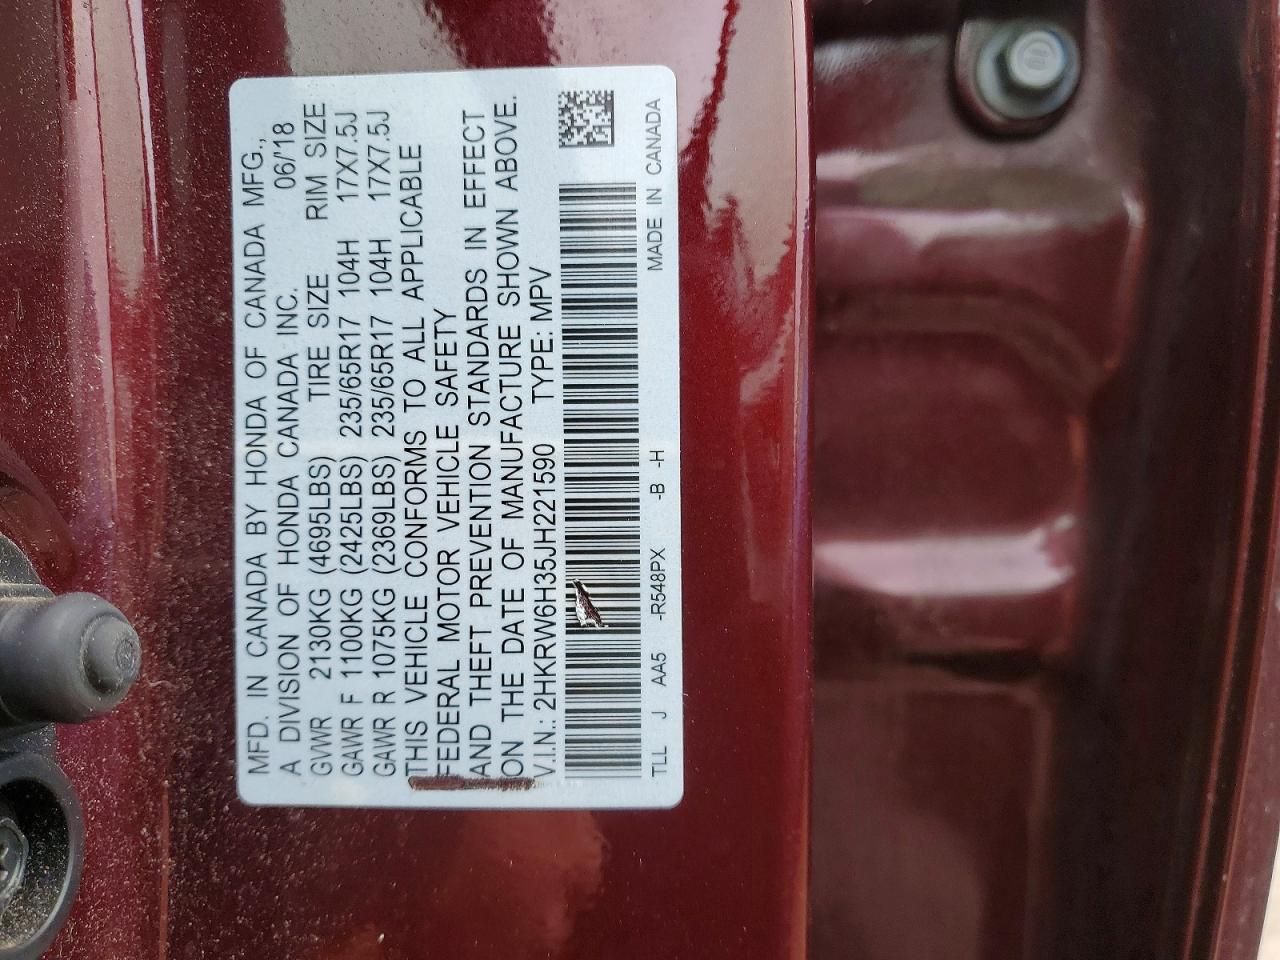 MFD. IN CANADA BY HONDA OF CANADA MFG.,
A DIVISION OF HONDA CANADA INC. 06/'18
GVWR 2130KG (4695LBS) TIRE SIZE RIM SIZE
GAWR F 1100KG (2425LBS) 235/65R17 104H 17X7.5J
GAWR R 1075KG (2369LBS) 235/65R17 104H 17X7.5J
THIS VEHICLE CONFORMS TO ALL APPLICABLE
FEDERAL MOTOR VEHICLE SAFETY
AND THEFT PREVENTION STANDARDS IN EFFECT
ON THE DATE OF MANUFACTURE SHOWN ABOVE.
V.I.N.: 2HKRW6H35JH221590 TYPE: MPV
TLL J AA5 -R548PX -B -H MADE IN CANADA